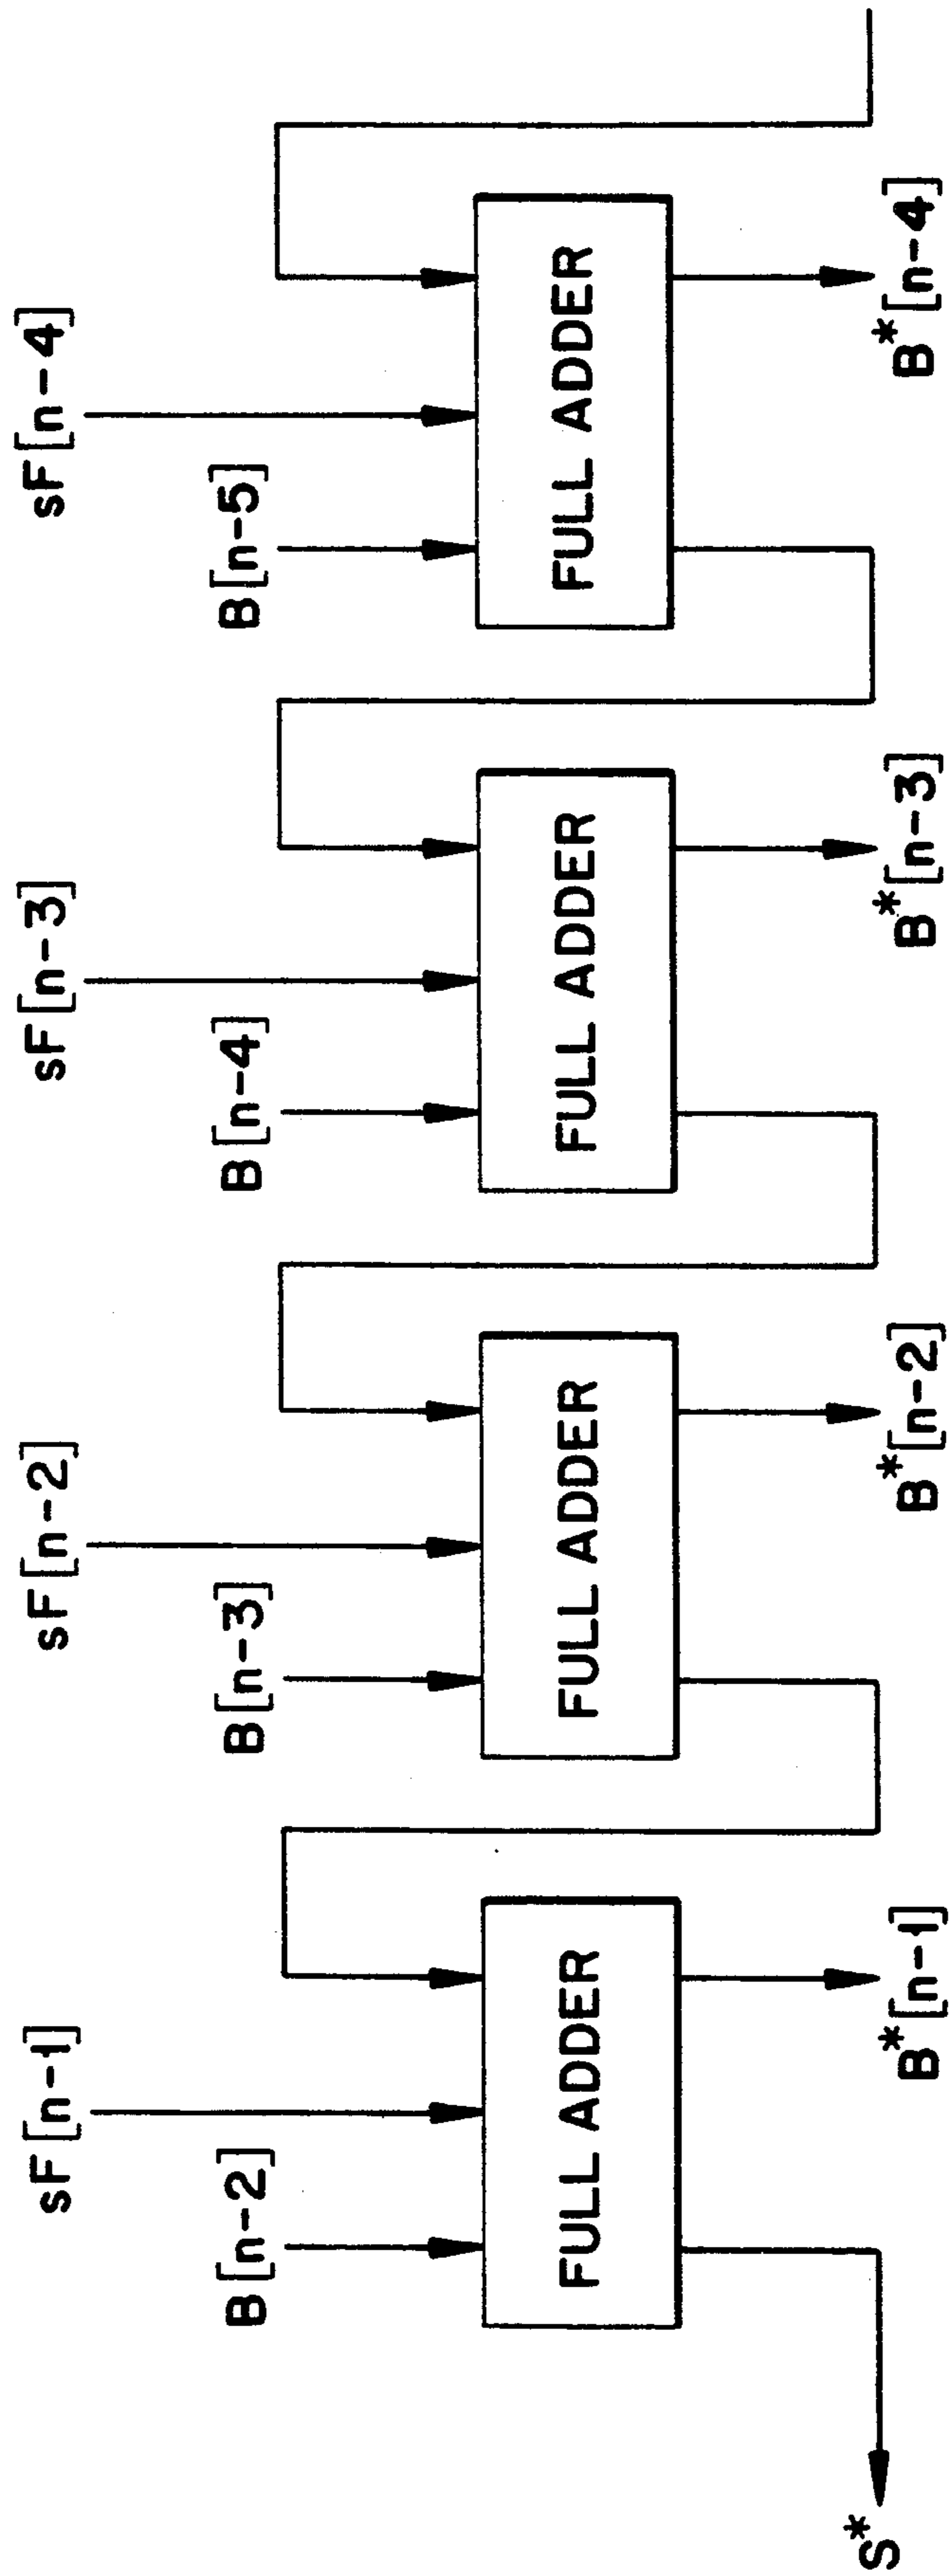 sF[n-1]
sF[n-2]
sF[n-3]
sF[n-4]
B[n-2]
B[n-3]
B[n-4]
B[n-5]
FULL ADDER
FULL ADDER
FULL ADDER
FULL ADDER
S*
B*[n-1]
B*[n-2]
B*[n-3]
B*[n-4]